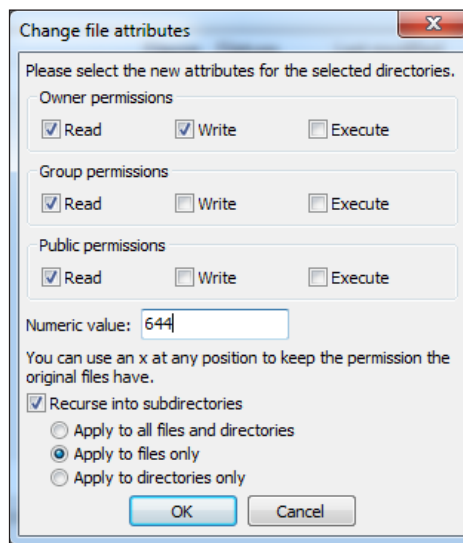 Change file attributes
Please select the new attributes for the selected directories.
Owner permissions
Read Write Execute
Group permissions
Read Write Execute
Public permissions
Read Write Execute
Numeric value: 644
You can use an x at any position to keep the permission the
original files have.
Recurse into subdirectories
Apply to all files and directories
Apply to files only
Apply to directories only
OK Cancel